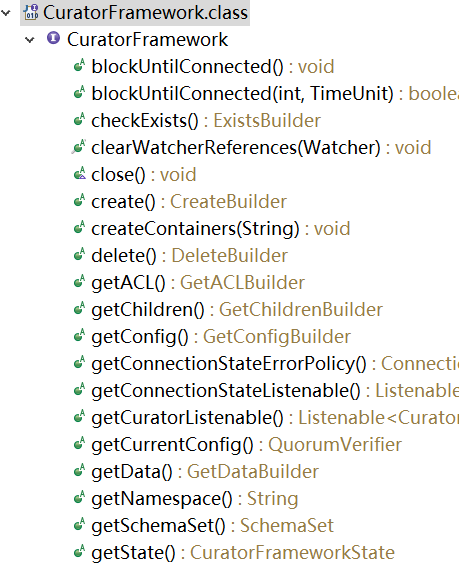 CuratorFramework.class
CuratorFramework
blockUntilConnected() : void
blockUntilConnected(int, TimeUnit) : boolea
checkExists() : ExistsBuilder
clearWatcherReferences(Watcher) : void
close() : void
create() : CreateBuilder
createContainers(String) : void
delete() : DeleteBuilder
getACL() : GetACLBuilder
getChildren() : GetChildrenBuilder
getConfig() : GetConfigBuilder
getConnectionStateErrorPolicy() : Connectio
getConnectionStateListenable() : Listenable
getCuratorListenable() : Listenable<Curato
getCurrentConfig() : QuorumVerifier
getData() : GetDataBuilder
getNamespace() : String
getSchemaSet() : SchemaSet
getState() : CuratorFrameworkState